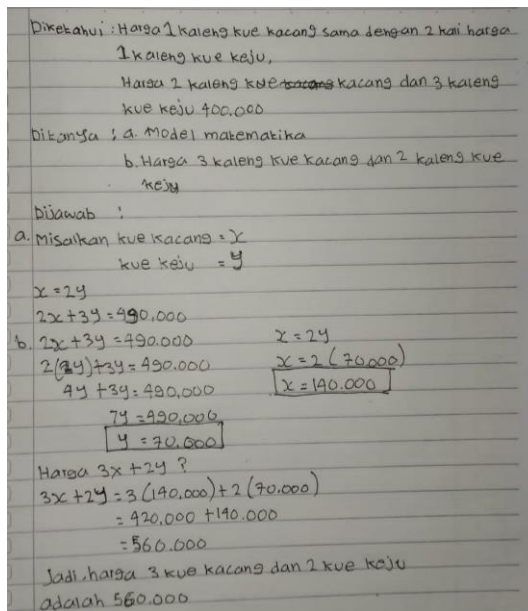 Diketahui : Harga 1 kaleng kue kacang sama dengan 2 kali harga
1 kaleng kue keju,
Harga 2 kaleng kue kacang dan 3 kaleng
kue keju 400.000
Ditanya : a. Model matematika
b. Harga 3 kaleng kue kacang dan 2 kaleng kue
keju
Dijawab :
a. Misalkan kue kacang = x
kue keju = y
x = 2y
2x + 3y = 490.000
b. 2x + 3y = 490.000 x = 2y
2(2y) + 3y = 490.000 x = 2 (70.000)
4y + 3y = 490.000 x = 140.000
7y = 490.000
y = 70.000
Harga 3x + 2y ?
3x + 2y = 3 (140.000) + 2 (70.000)
= 420.000 + 140.000
= 560.000
Jadi, harga 3 kue kacang dan 2 kue keju
adalah 560.000